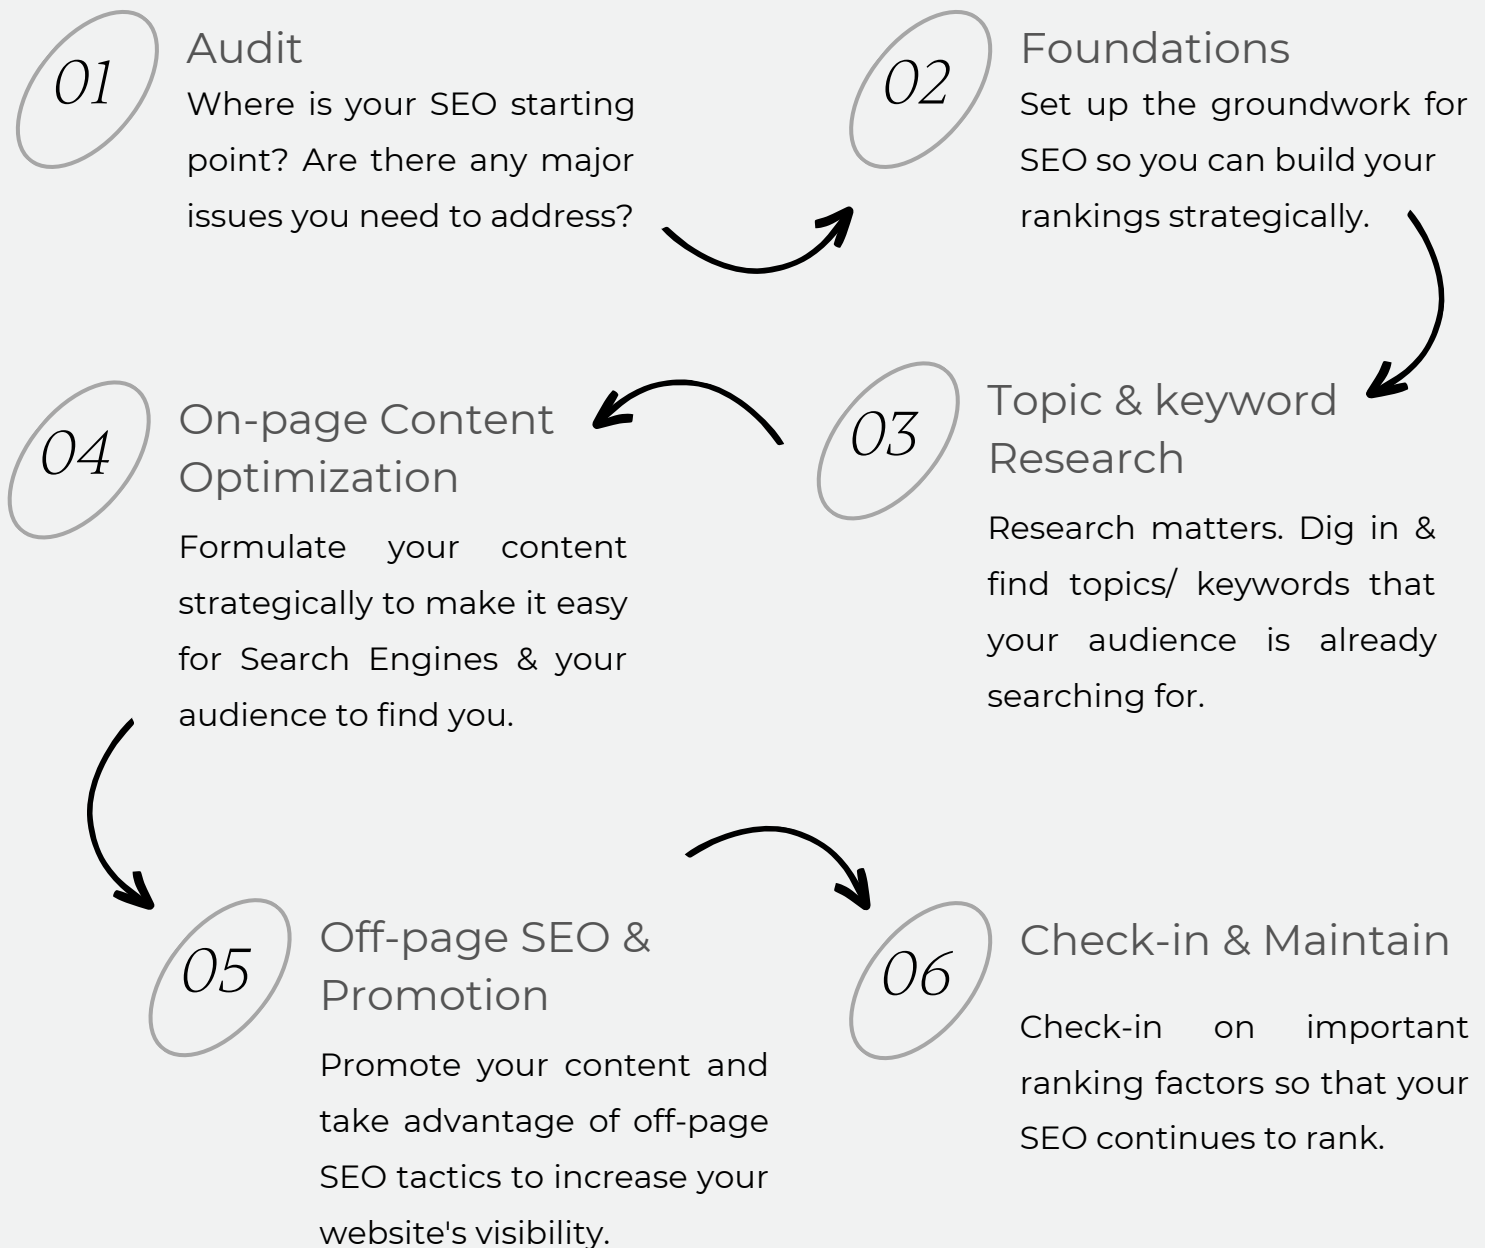 01
Audit
Where is your SEO starting
point? Are there any major
issues you need to address?
02
Foundations
Set up the groundwork for
SEO so you can build your
rankings strategically.
03
Topic & keyword
Research
Research matters. Dig in &
find topics/ keywords that
your audience is already
searching for.
04
On-page Content
Optimization
Formulate your content
strategically to make it easy
for Search Engines & your
audience to find you.
05
Off-page SEO &
Promotion
Promote your content and
take advantage of off-page
SEO tactics to increase your
website's visibility.
06
Check-in & Maintain
Check-in on important
ranking factors so that your
SEO continues to rank.